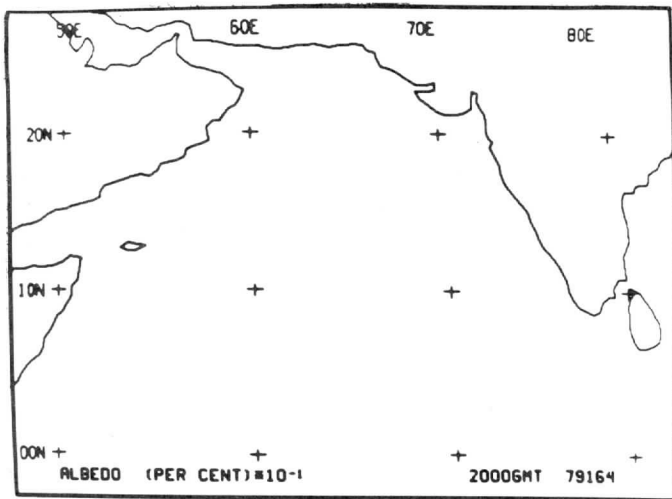 50E 60E 70E 80E
20N
10N
00N
ALBEDO (PER CENT)*10-1 2000GMT 79164